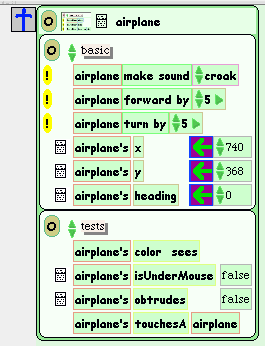 airplane
basic
! airplane make sound croak
! airplane forward by 5
! airplane turn by 5
airplane's x 740
airplane's y 368
airplane's heading 0
tests
airplane's color sees
airplane's isUnderMouse false
airplane's obtrudes false
airplane's touchesA airplane